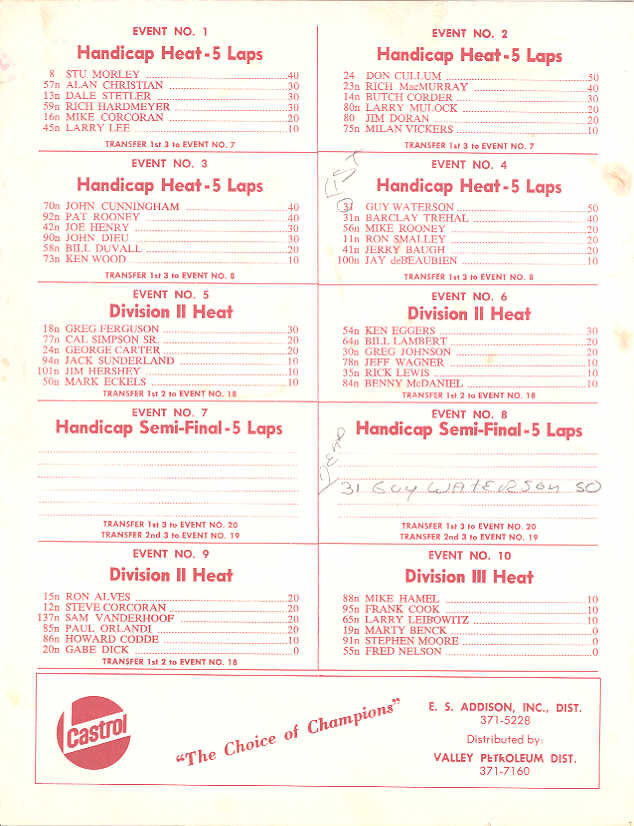 EVENT NO. 1
Handicap Heat-5 Laps
8 STU MORLEY 40
57n ALAN CHRISTIAN 30
13n DALE STETLER 30
59n RICH HARDMEYER 30
16n MIKE CORCORAN 20
45n LARRY LEE 10
TRANSFER 1st 3 to EVENT NO. 7
EVENT NO. 2
Handicap Heat-5 Laps
24 DON CULLUM 50
23n RICH MacMURRAY 40
14n BUTCH CORDER 30
80n LARRY MULOCK 20
80 JIM DORAN 20
75n MILAN VICKERS 10
TRANSFER 1st 3 to EVENT NO. 7
EVENT NO. 3
Handicap Heat-5 Laps
70n JOHN CUNNINGHAM 40
92n PAT ROONEY 40
42n JOE HENRY 30
90n JOHN DIEU 20
58n BILL DUVALL 20
73n KEN WOOD 10
TRANSFER 1st 3 to EVENT NO. 8
EVENT NO. 4
Handicap Heat-5 Laps
31 GUY WATERSON 50
31n BARCLAY TREHAL 40
56n MIKE ROONEY 20
11n RON SMALLEY 20
41n JERRY BAUGH 20
100n JAY deBEAUBIEN 10
TRANSFER 1st 3 to EVENT NO. 8
EVENT NO. 5
Division II Heat
18n GREG FERGUSON 30
77n CAL SIMPSON SR. 20
24n GEORGE CARTER 20
94n JACK SUNDERLAND 10
101n JIM HERSHEY 10
50n MARK ECKELS 10
TRANSFER 1st 2 to EVENT NO. 18
EVENT NO. 6
Division II Heat
54n KEN EGGERS 30
64n BILL LAMBERT 20
30n GREG JOHNSON 20
78n JEFF WAGNER 10
35n RICK LEWIS 10
84n BENNY McDANIEL 10
TRANSFER 1st 2 to EVENT NO. 18
EVENT NO. 7
Handicap Semi-Final-5 Laps
TRANSFER 1st 3 to EVENT NO. 20
TRANSFER 2nd 3 to EVENT NO. 19
EVENT NO. 8
Handicap Semi-Final-5 Laps
31 GUY WATERSON 50
TRANSFER 1st 3 to EVENT NO. 20
TRANSFER 2nd 3 to EVENT NO. 19
EVENT NO. 9
Division II Heat
15n RON ALVES 20
12n STEVE CORCORAN 20
137n SAM VANDERHOOF 20
85n PAUL ORLANDI 20
86n HOWARD CODDE 10
20n GABE DICK 0
TRANSFER 1st 2 to EVENT NO. 18
EVENT NO. 10
Division III Heat
88n MIKE HAMEL 10
95n FRANK COOK 10
65n LARRY LEIBOWITZ 10
19n MARTY BENCK 0
91n STEPHEN MOORE 0
55n FRED NELSON 0
Castrol
"The Choice of Champions"
E. S. ADDISON, INC., DIST.
371-5228
Distributed by:
VALLEY PETROLEUM DIST.
371-7160